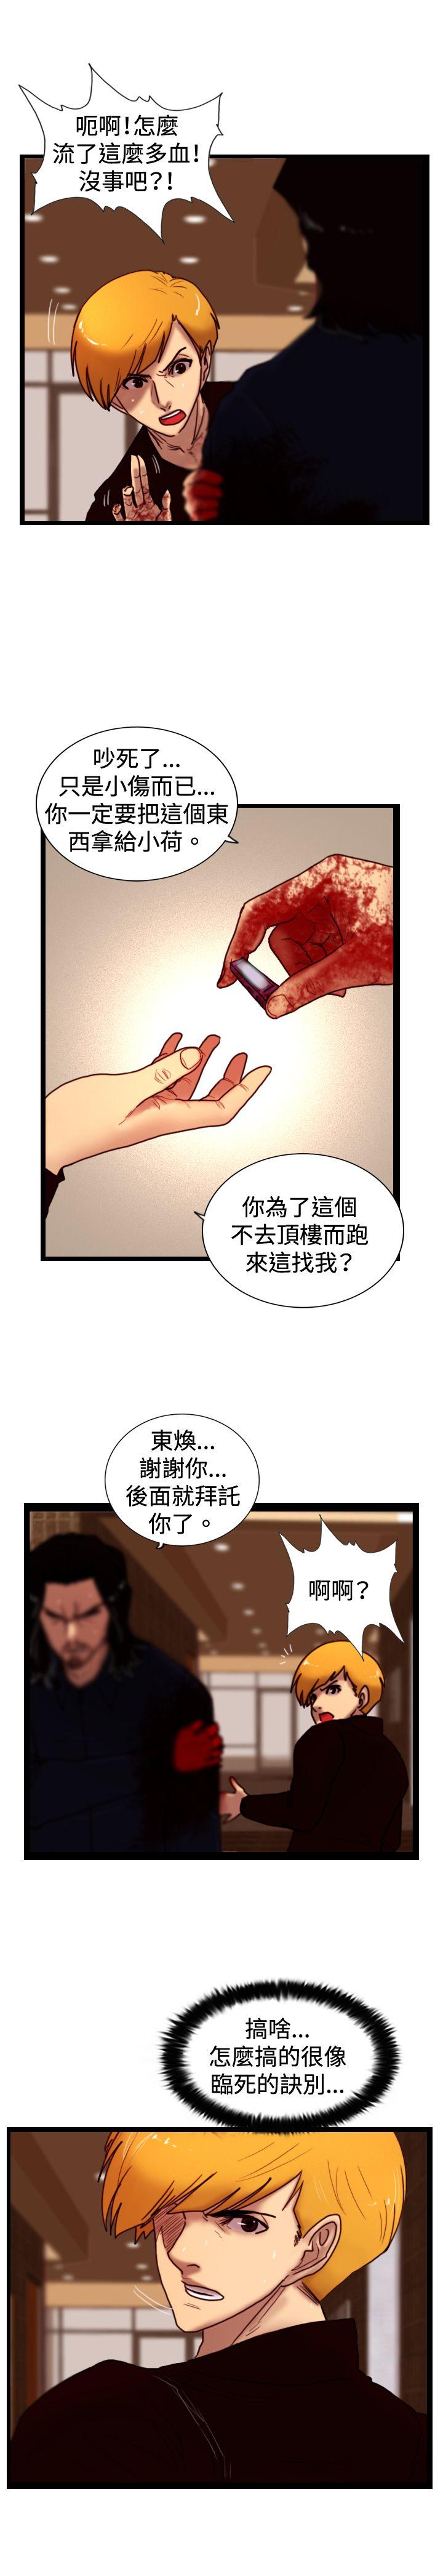 呃啊!怎麼
流了這麼多血!
沒事吧?!
吵死了...
只是小傷而已...
你一定要把這個東
西拿給小荷。
你為了這個
不去頂樓而跑
來這找我?
東煥...
謝謝你...
後面就拜託
你了。
啊啊?
搞啥...
怎麼搞的很像
臨死的訣別...